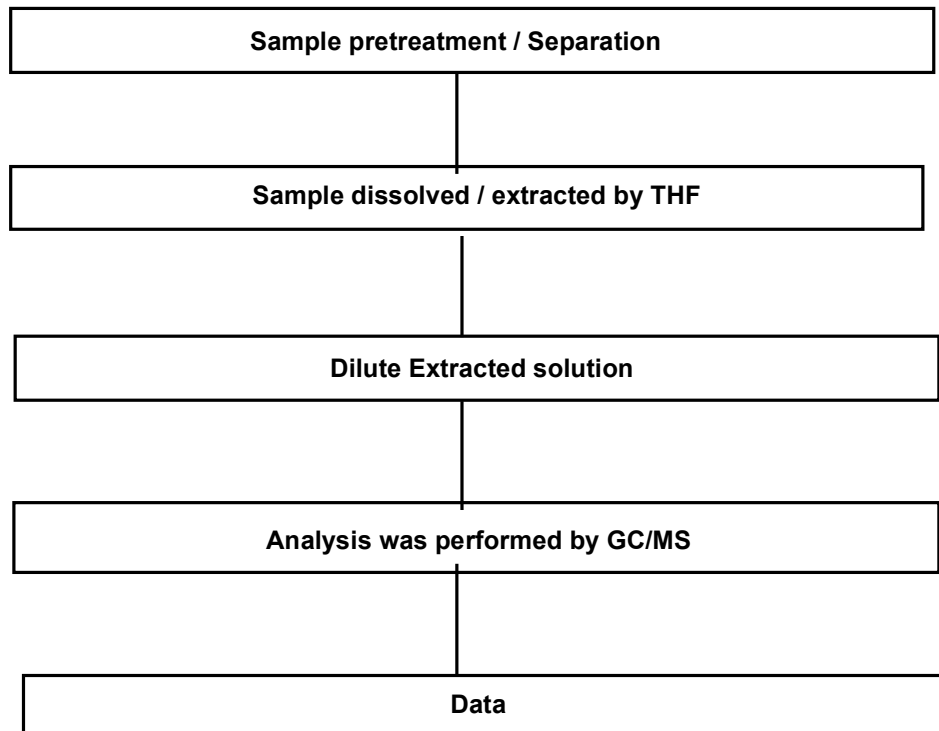 Sample pretreatment / Separation
Sample dissolved / extracted by THF
Dilute Extracted solution
Analysis was performed by GC/MS
Data